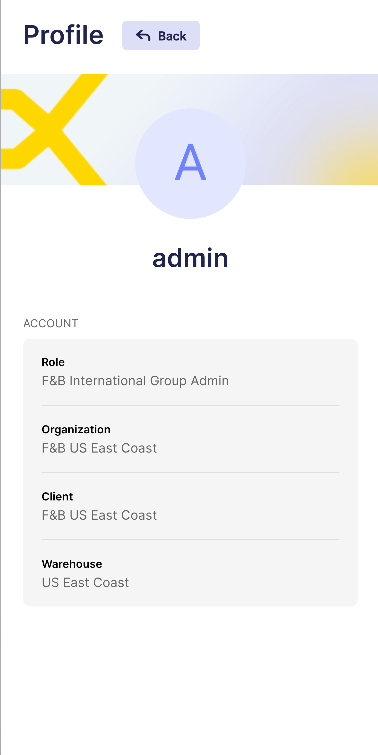 Profile
Back
A
admin
ACCOUNT
Role
F&B International Group Admin
Organization
F&B US East Coast
Client
F&B US East Coast
Warehouse
US East Coast